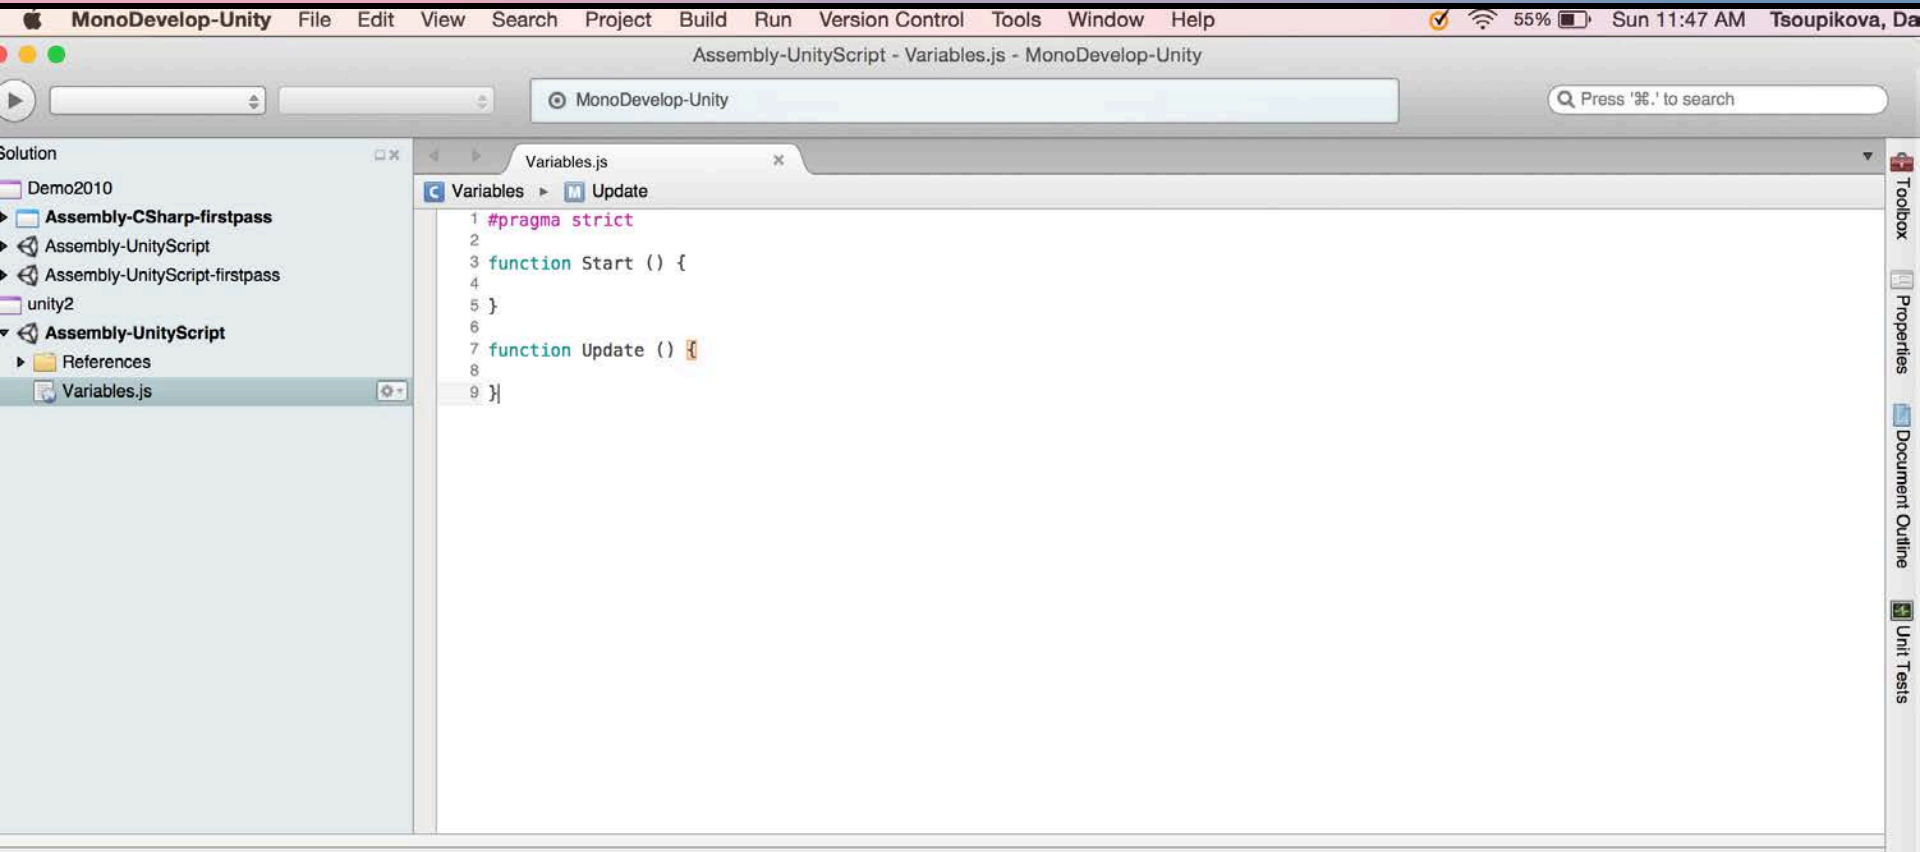 MonoDevelop-Unity File Edit View Search Project Build Run Version Control Tools Window Help 55% Sun 11:47 AM Tsoupikova, Da
Assembly-UnityScript - Variables.js - MonoDevelop-Unity
MonoDevelop-Unity
Press '⌘.' to search
Solution
Demo2010
Assembly-CSharp-firstpass
Assembly-UnityScript
Assembly-UnityScript-firstpass
unity2
Assembly-UnityScript
References
Variables.js
Variables.js
Variables Update
1 #pragma strict
2
3 function Start () {
4
5 }
6
7 function Update () {
8
9 }
Toolbox
Properties
Document Outline
Unit Tests